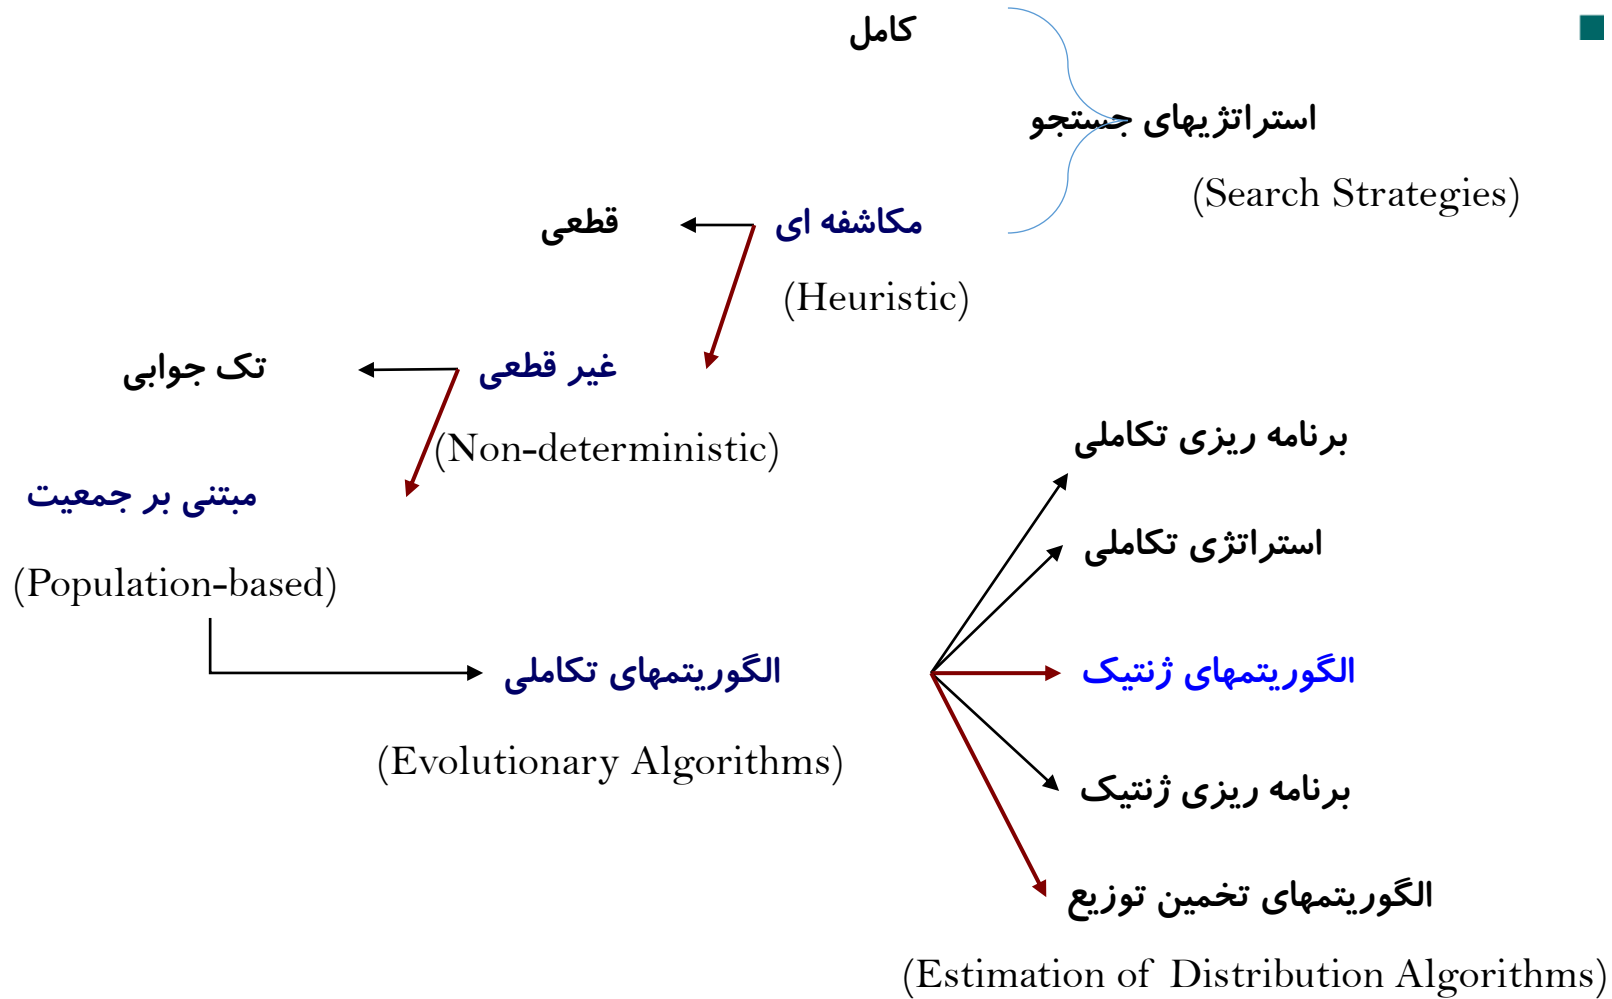 کامل
استراتژیهای جستجو
(Search Strategies)
مکاشفه ای
قطعی
(Heuristic)
غیر قطعی
تک جوابی
(Non-deterministic)
مبتنی بر جمعیت
(Population-based)
الگوریتمهای تکاملی
(Evolutionary Algorithms)
برنامه ریزی تکاملی
استراتژی تکاملی
الگوریتمهای ژنتیک
برنامه ریزی ژنتیک
الگوریتمهای تخمین توزیع
(Estimation of Distribution Algorithms)